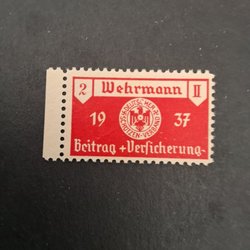 2 Wehrmann II
19 37
Beitrag + Versicherung